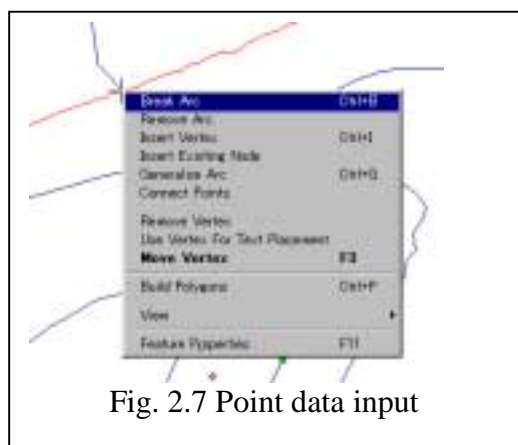 Break Arc Ctrl+B
Remove Arc
Insert Vertex Ctrl+I
Insert Existing Node
Generalise Arc Ctrl+G
Connect Points
Remove Vertex
Use Vertex For Text Placement
Move Vertex F3
Build Polygons Ctrl+P
View
Feature Properties F11
Fig. 2.7 Point data input